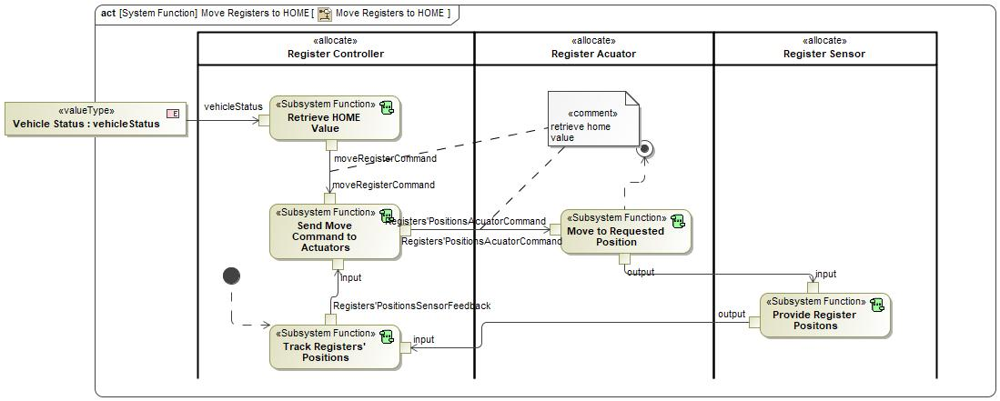 act [System Function] Move Registers to HOME [ Move Registers to HOME ]
«allocate»
Register Controller
«allocate»
Register Acuator
«allocate»
Register Sensor
«valueType»
E
Vehicle Status : vehicleStatus
vehicleStatus
«Subsystem Function»
Retrieve HOME
Value
«comment»
retrieve home
value
moveRegisterCommand
moveRegisterCommand
«Subsystem Function»
Send Move
Command to
Actuators
Registers'PositionsAcuatorCommand
Registers'PositionsAcuatorCommand
«Subsystem Function»
Move to Requested
Position
output
input
input
Registers'PositionsSensorFeedback
«Subsystem Function»
Provide Register
Positons
output
«Subsystem Function»
Track Registers'
Positions
input